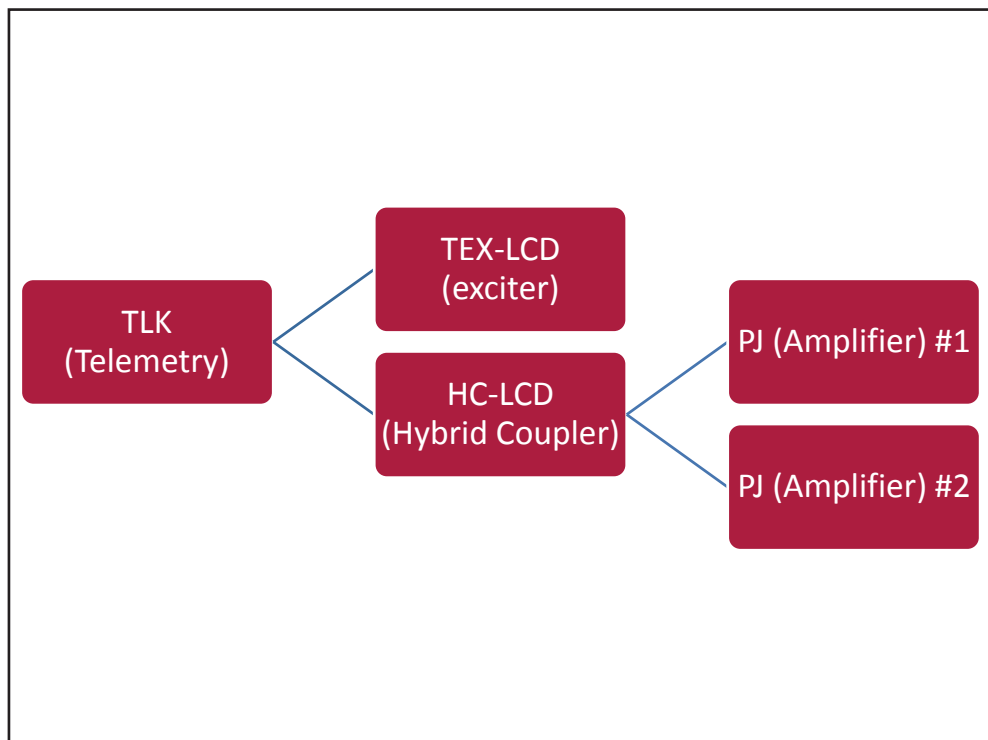 TLK
(Telemetry)
TEX-LCD
(exciter)
HC-LCD
(Hybrid Coupler)
PJ (Amplifier) #1
PJ (Amplifier) #2